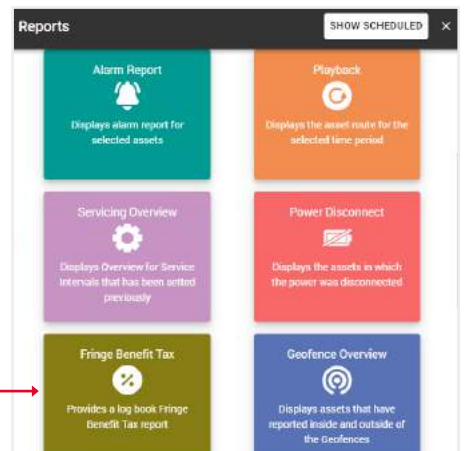 Reports
SHOW SCHEDULED
×
Alarm Report
Displays alarm report for
selected assets
Playback
Displays the asset route for the
selected time period
Servicing Overview
Displays Overview for Service
Intervals that has been setted
previously
Power Disconnect
Displays the assets in which
the power was disconnected
Fringe Benefit Tax
%
Provides a log book Fringe
Benefit Tax report
Geofence Overview
Displays assets that have
reported inside and outside of
the Geofences